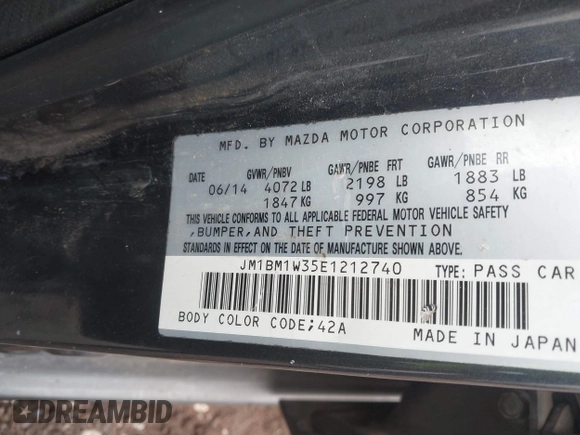 MFD. BY MAZDA MOTOR CORPORATION
DATE GVWR/PNBV GAWR/PNBE FRT GAWR/PNBE RR
06/14 4072 LB 2198 LB 1883 LB
1847 KG 997 KG 854 KG
THIS VEHICLE CONFORMS TO ALL APPLICABLE FEDERAL MOTOR VEHICLE SAFETY
,BUMPER,AND THEFT PREVENTION
STANDARDS IN EFFECT ON THE DATE OF MANUFACTURE SHOWN ABOVE.
JM1BM1W35E1212740 TYPE: PASS CAR
BODY COLOR CODE;42A MADE IN JAPAN
DREAMBID